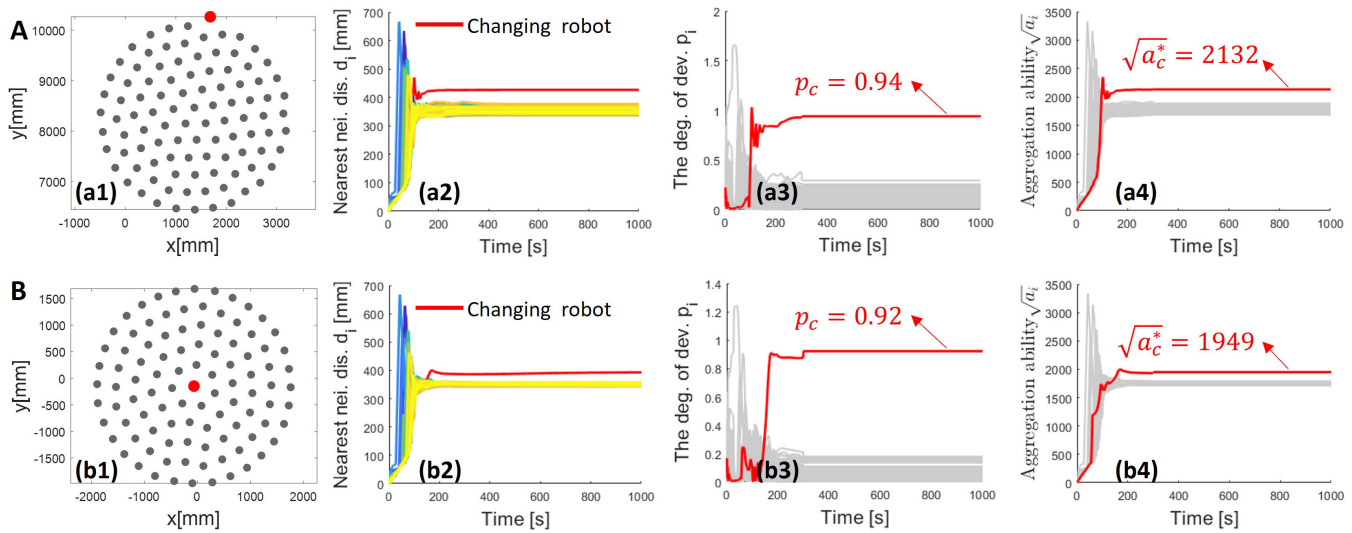 A
y[mm]
10000
9000
8000
7000
(a1)
-1000 0 1000 2000 3000
x[mm]
Nearest nei. dis. d_i [mm]
700
600
500
400
300
200
100
0
Changing robot
(a2)
0 200 400 600 800 1000
Time [s]
The deg. of dev. p_i
2
1.5
1
0.5
0
p_c = 0.94
(a3)
0 200 400 600 800 1000
Time [s]
Aggregation ability √a_i
3500
3000
2500
2000
1500
1000
500
0
√a_c^* = 2132
(a4)
0 200 400 600 800 1000
Time [s]
B
y[mm]
1500
1000
500
0
-500
-1000
-1500
(b1)
-2000 -1000 0 1000 2000
x[mm]
Nearest nei. dis. d_i [mm]
700
600
500
400
300
200
100
0
Changing robot
(b2)
0 200 400 600 800 1000
Time [s]
The deg. of dev. p_i
1.4
1.2
1
0.8
0.6
0.4
0.2
0
p_c = 0.92
(b3)
0 200 400 600 800 1000
Time [s]
Aggregation ability √a_i
3500
3000
2500
2000
1500
1000
500
0
√a_c^* = 1949
(b4)
0 200 400 600 800 1000
Time [s]